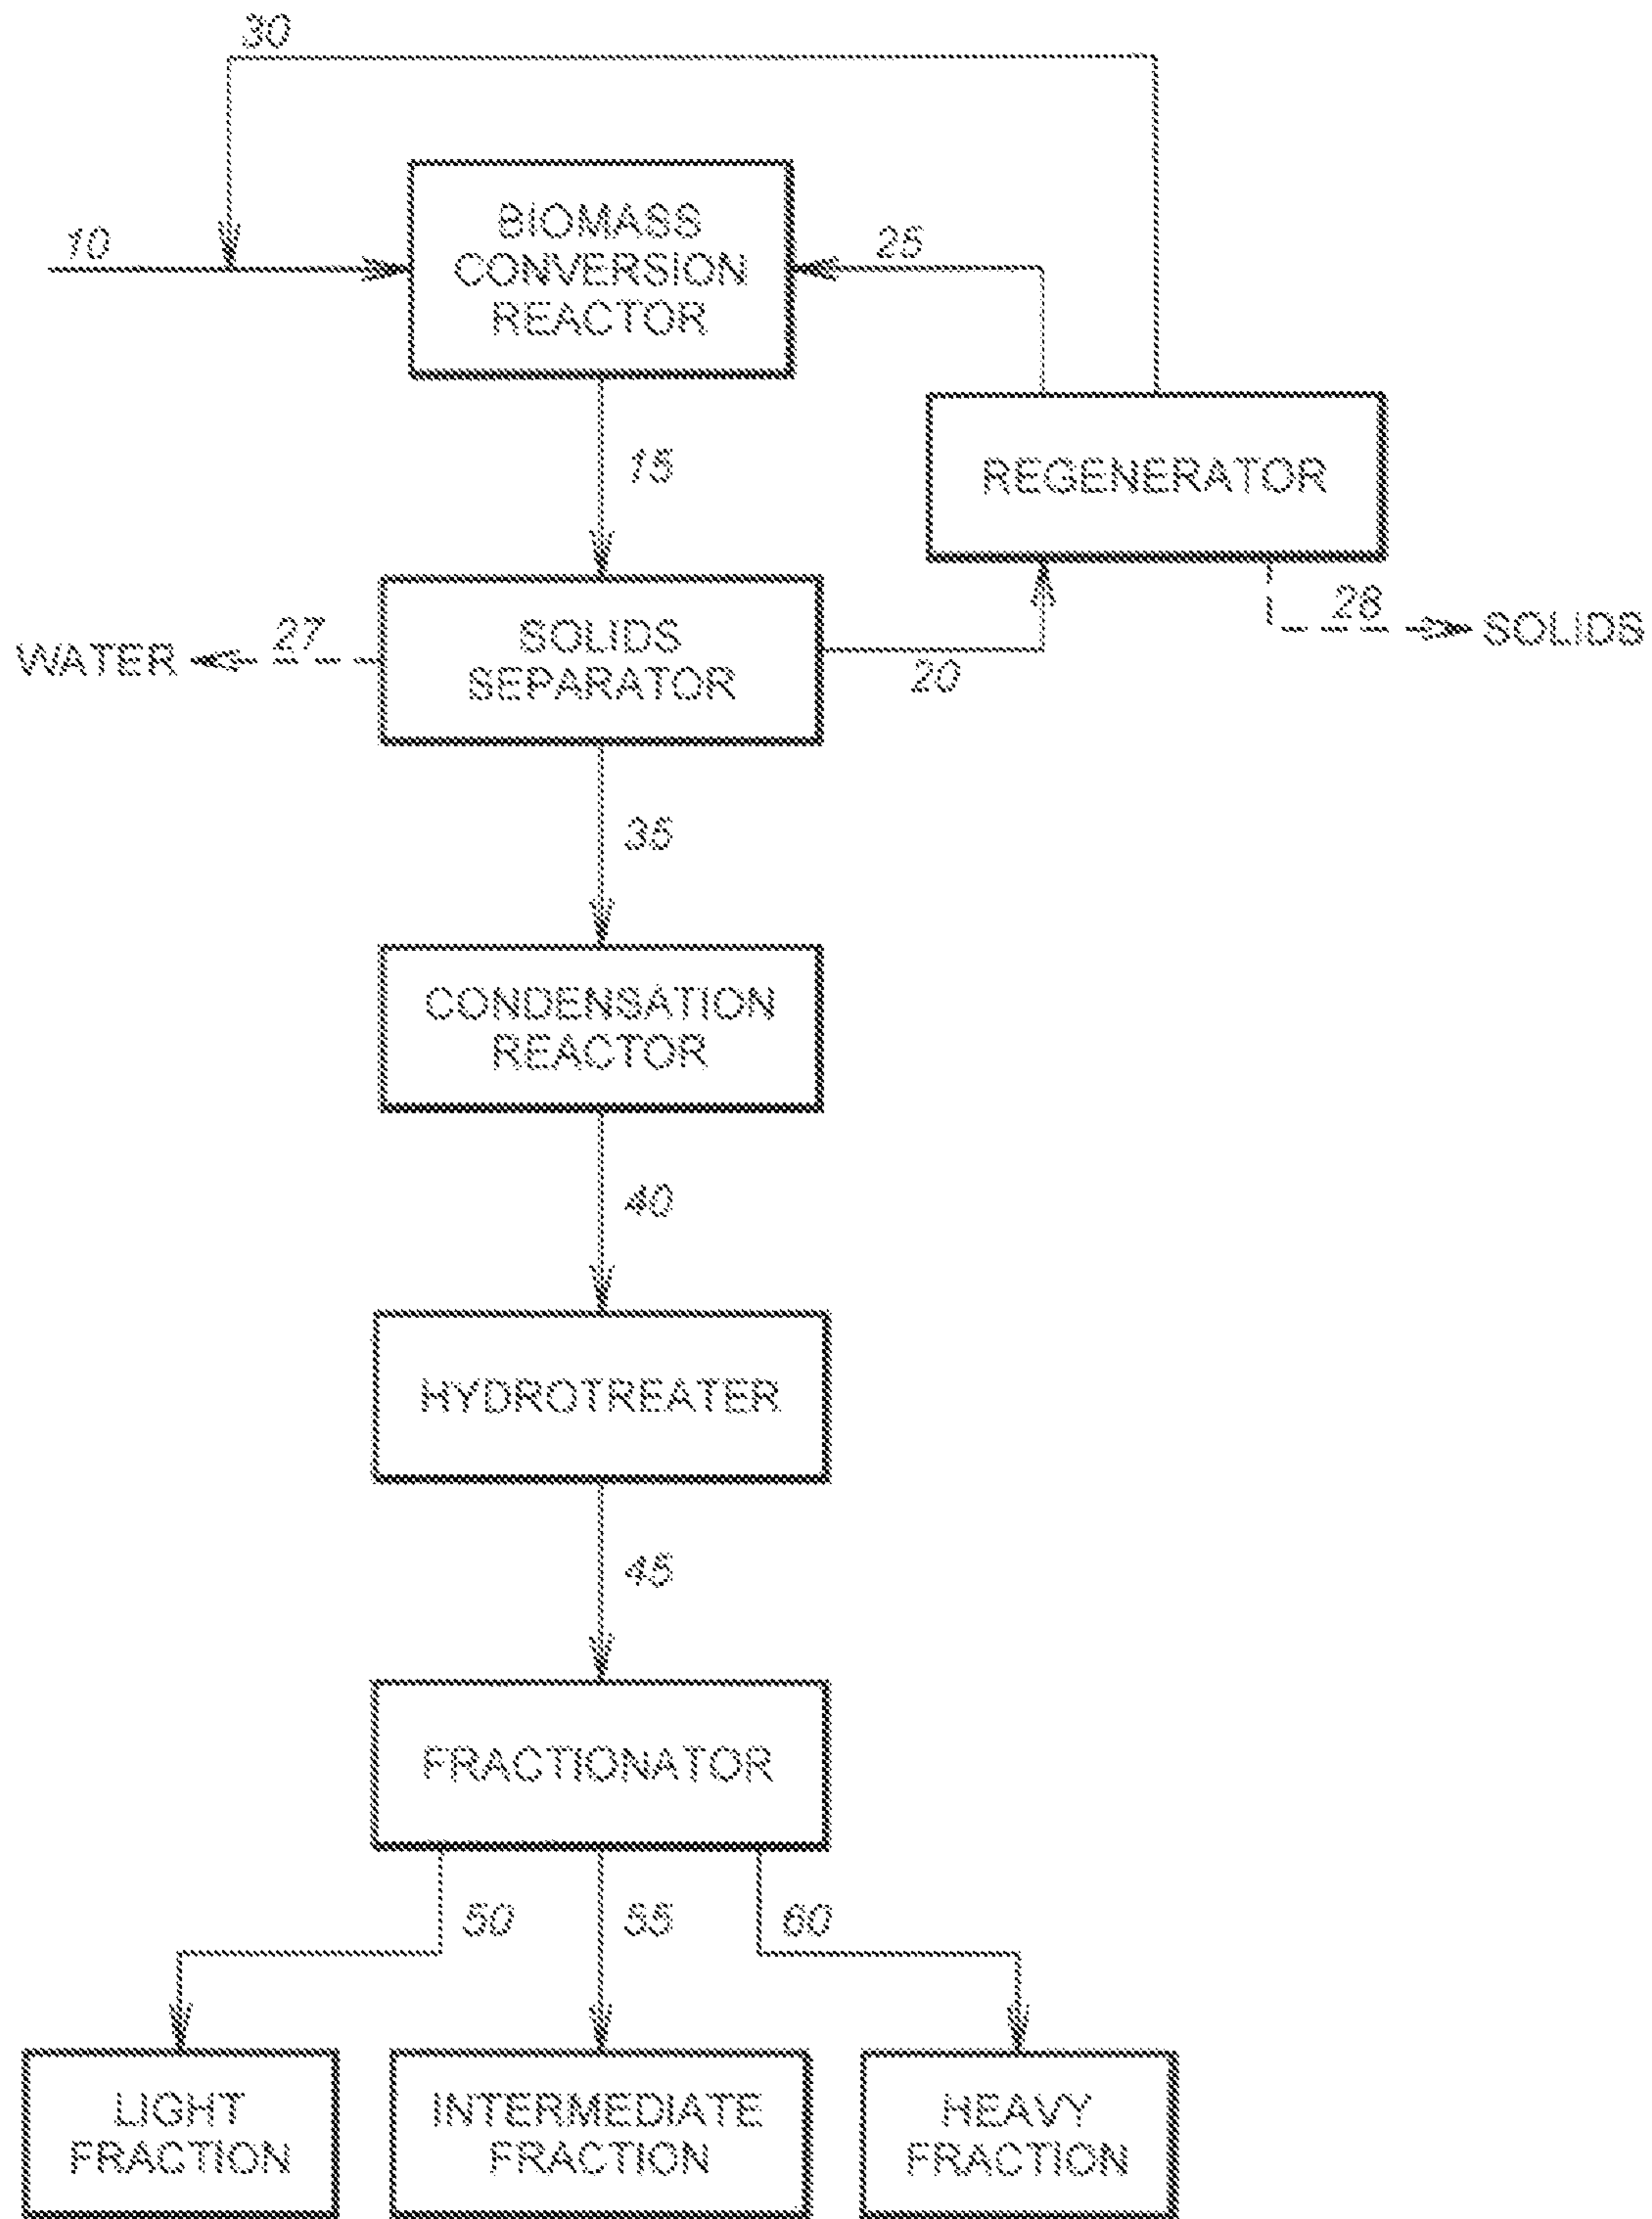 30
10
BIOMASS
CONVERSION
REACTOR
25
15
REGENERATOR
WATER
27
SOLIDS
SEPARATOR
20
28
SOLIDS
35
CONDENSATION
REACTOR
40
HYDROTREATER
45
FRACTIONATOR
50
55
60
LIGHT
FRACTION
INTERMEDIATE
FRACTION
HEAVY
FRACTION